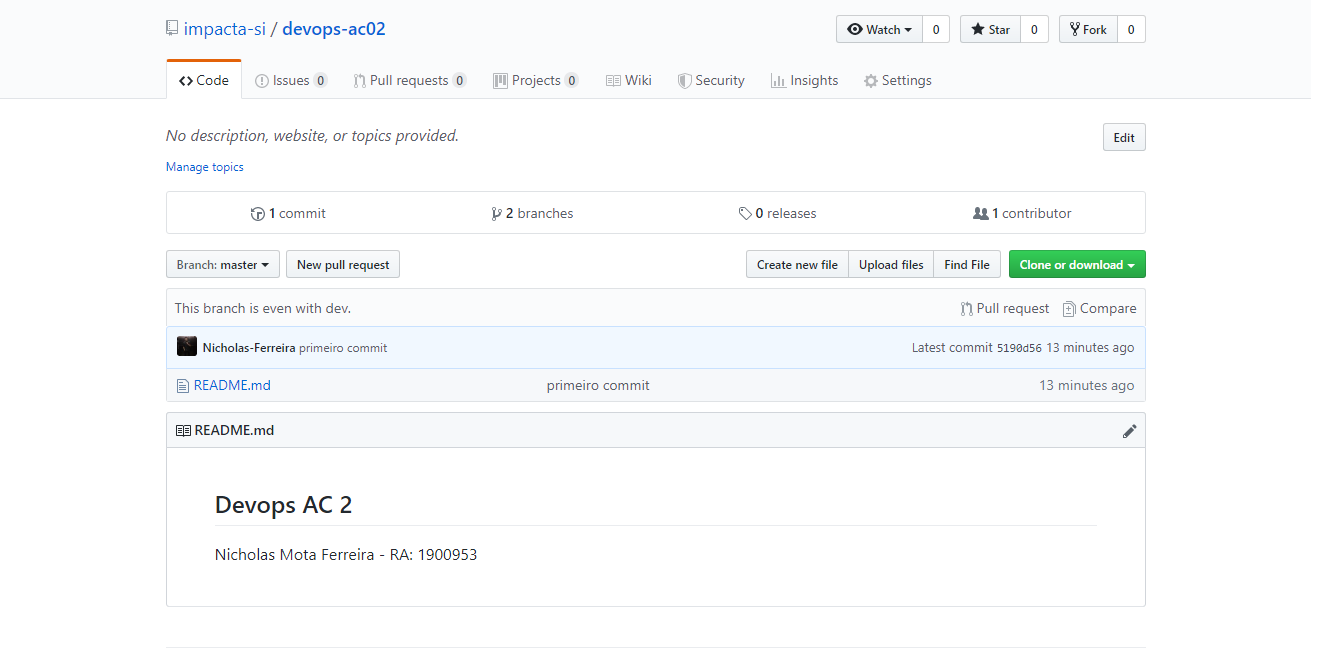 impacta-si / devops-ac02
Watch 0 Star 0 Fork 0
Code Issues 0 Pull requests 0 Projects 0 Wiki Security Insights Settings
No description, website, or topics provided. Edit
Manage topics
1 commit 2 branches 0 releases 1 contributor
Branch: master New pull request Create new file Upload files Find File Clone or download
This branch is even with dev. Pull request Compare
Nicholas-Ferreira primeiro commit Latest commit 5190d56 13 minutes ago
README.md primeiro commit 13 minutes ago
README.md
Devops AC 2
Nicholas Mota Ferreira - RA: 1900953